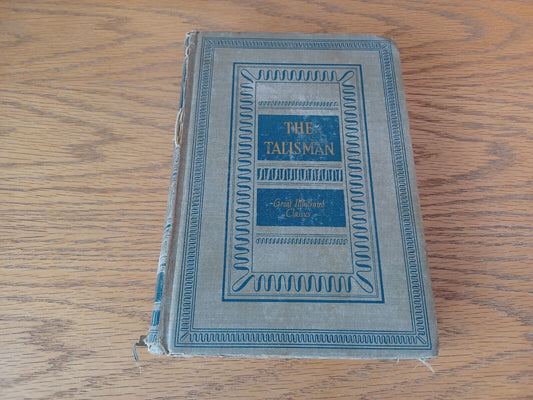 THE
TALISMAN
Great Illustrated
Classics